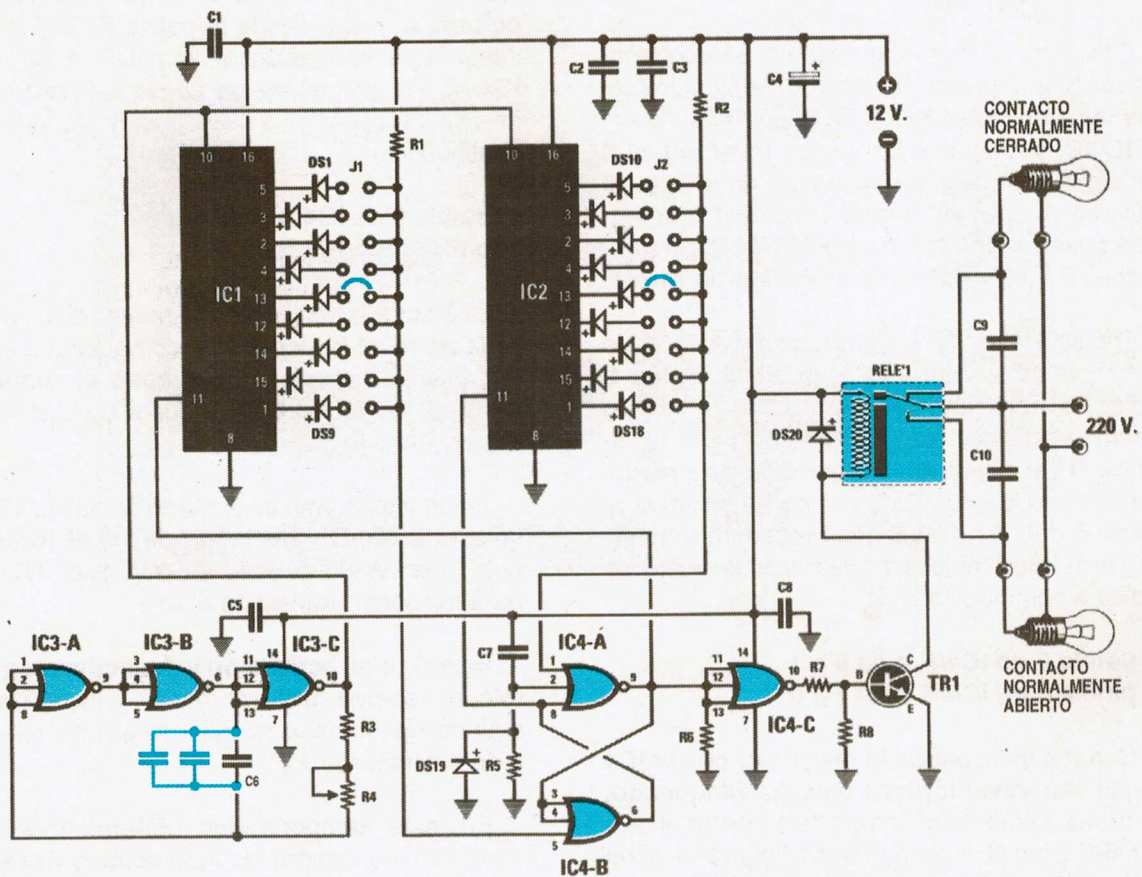 C1
C2
C3
C4
+
12 V.
CONTACTO
NORMALMENTE
CERRADO
R1
R2
10
16
10
16
DS1
J1
DS10
J2
5
3
2
4
13
12
14
15
1
5
3
2
4
13
12
14
15
1
IC1
IC2
11
11
8
8
DS9
DS18
RELE'1
C9
DS20
C10
220 V.
C5
IC3-A
IC3-B
IC3-C
1
2
8
9
3
4
5
6
11
12
13
14
10
7
C6
R3
R4
C7
IC4-A
1
2
8
9
DS19
R5
3
4
5
6
IC4-B
C8
11
12
13
14
10
7
R6
IC4-C
R7
R8
B
C
E
TR1
CONTACTO
NORMALMENTE
ABIERTO